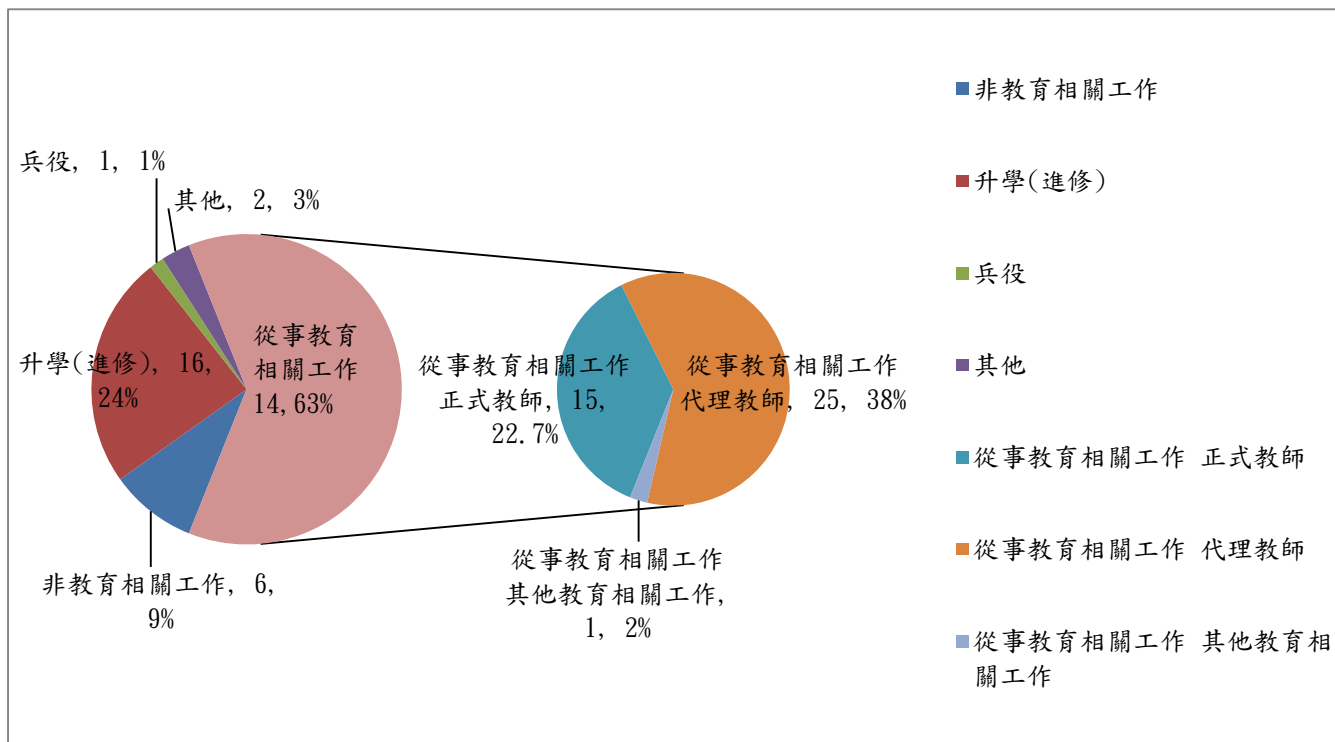 兵役, 1, 1%
其他, 2, 3%
從事教育
相關工作
14,63%
升學(進修), 16,
24%
非教育相關工作, 6,
9%
從事教育相關工作
正式教師, 15,
22.7%
從事教育相關工作
代理教師, 25, 38%
從事教育相關工作
其他教育相關工作,
1, 2%
非教育相關工作
升學(進修)
兵役
其他
從事教育相關工作 正式教師
從事教育相關工作 代理教師
從事教育相關工作 其他教育相
關工作